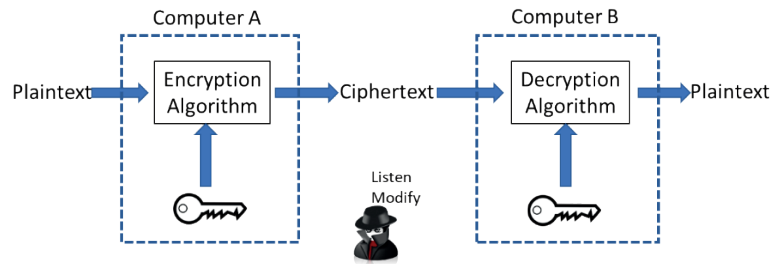 Computer A
Computer B
Plaintext
Encryption
Algorithm
Ciphertext
Decryption
Algorithm
Plaintext
Listen
Modify